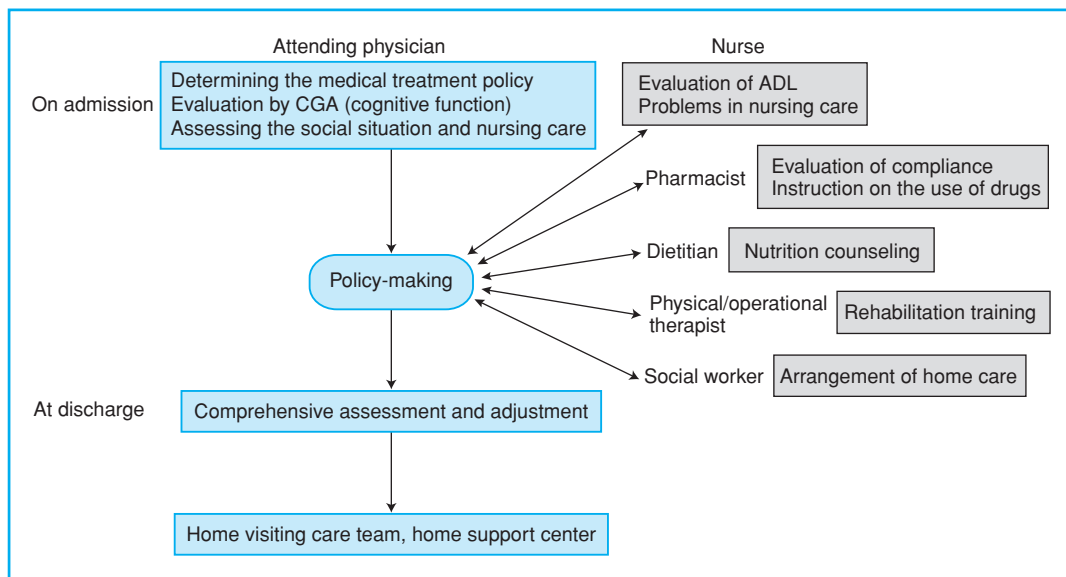 Attending physician
Nurse
On admission
Determining the medical treatment policy
Evaluation by CGA (cognitive function)
Assessing the social situation and nursing care
Evaluation of ADL
Problems in nursing care
Pharmacist
Evaluation of compliance
Instruction on the use of drugs
Dietitian
Nutrition counseling
Policy-making
Physical/operational
therapist
Rehabilitation training
Social worker
Arrangement of home care
At discharge
Comprehensive assessment and adjustment
Home visiting care team, home support center